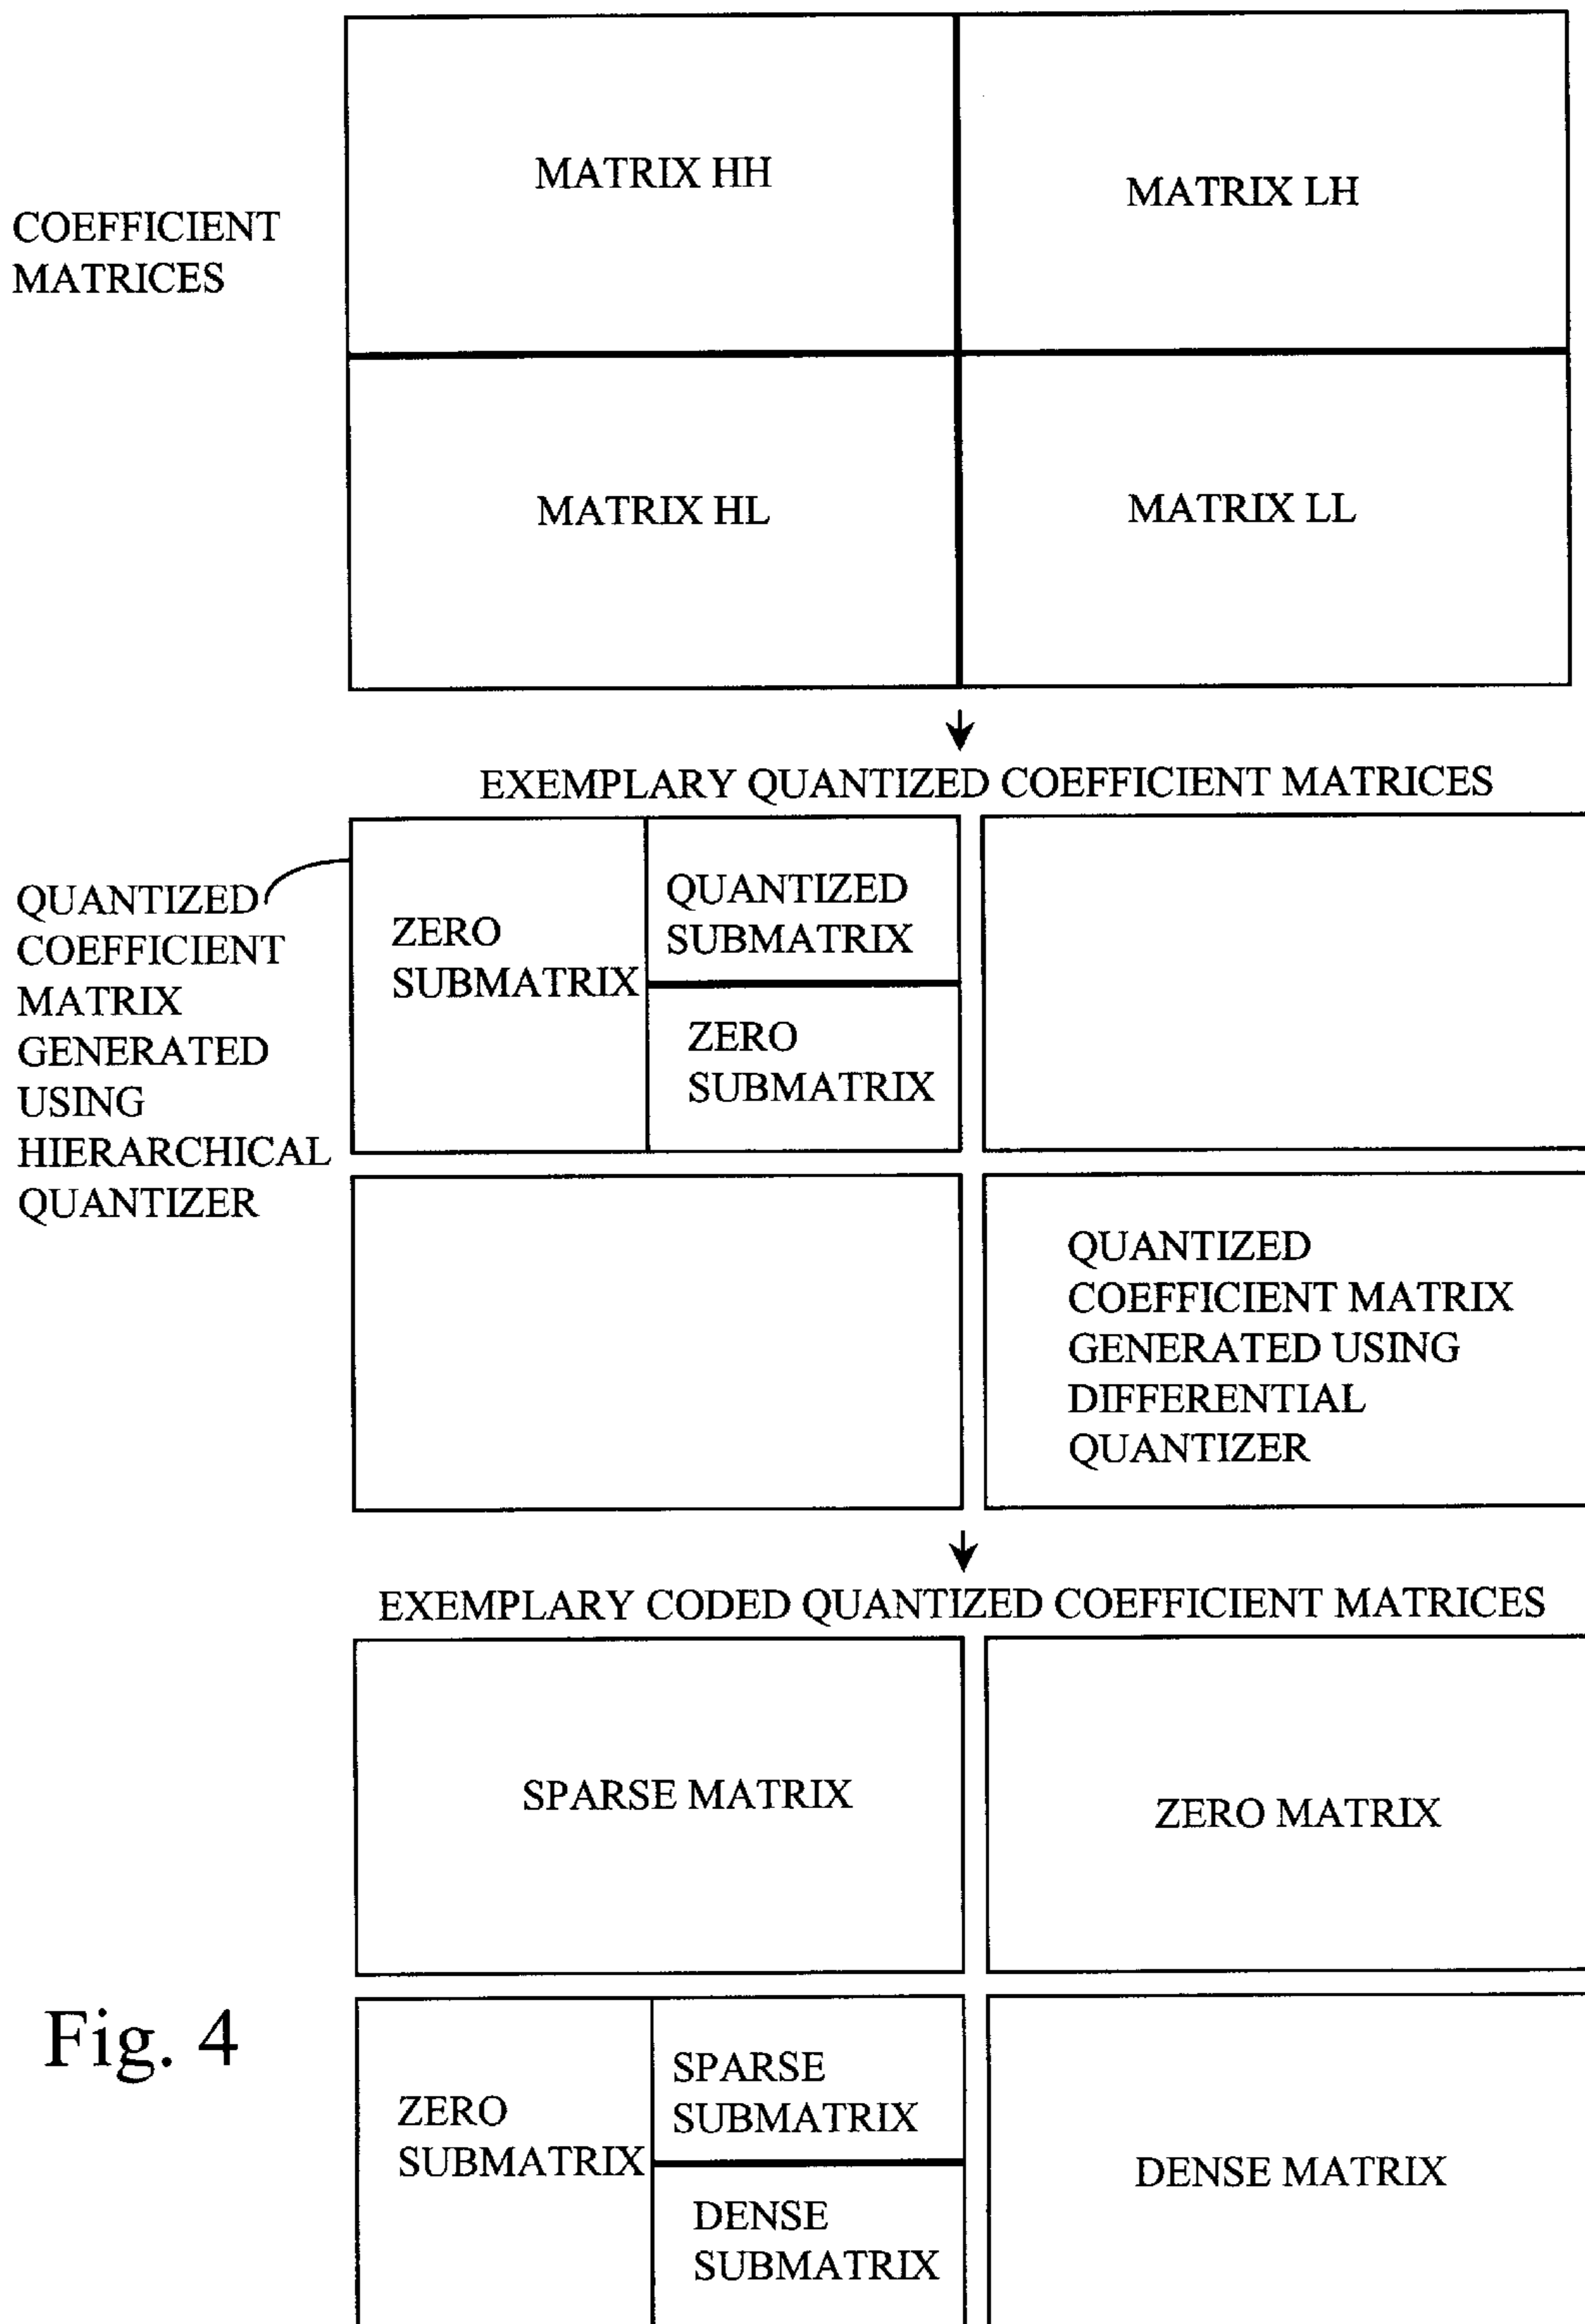 COEFFICIENT
MATRICES
MATRIX HH
MATRIX LH
MATRIX HL
MATRIX LL
EXEMPLARY QUANTIZED COEFFICIENT MATRICES
QUANTIZED
COEFFICIENT
MATRIX
GENERATED
USING
HIERARCHICAL
QUANTIZER
ZERO
SUBMATRIX
QUANTIZED
SUBMATRIX
ZERO
SUBMATRIX
QUANTIZED
COEFFICIENT MATRIX
GENERATED USING
DIFFERENTIAL
QUANTIZER
EXEMPLARY CODED QUANTIZED COEFFICIENT MATRICES
SPARSE MATRIX
ZERO MATRIX
Fig. 4
ZERO
SUBMATRIX
SPARSE
SUBMATRIX
DENSE
SUBMATRIX
DENSE MATRIX